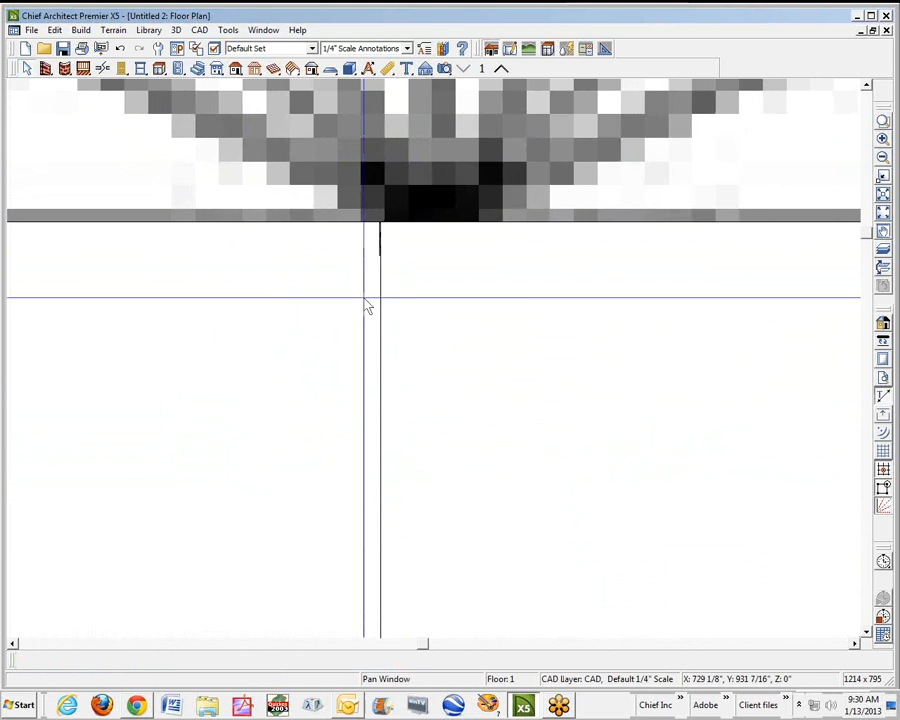 Chief Architect Premier X5 - [Untitled 2: Floor Plan]
File Edit Build Terrain Library 3D CAD Tools Window Help
Default Set 1/4" Scale Annotations
1
Pan Window Floor: 1 CAD layer: CAD, Default 1/4" Scale X: 729 1/8", Y: 931 7/16", Z: 0" 1214 x 795
Start X5 Chief Inc » Adobe » Client files » 9:30 AM
1/13/2013